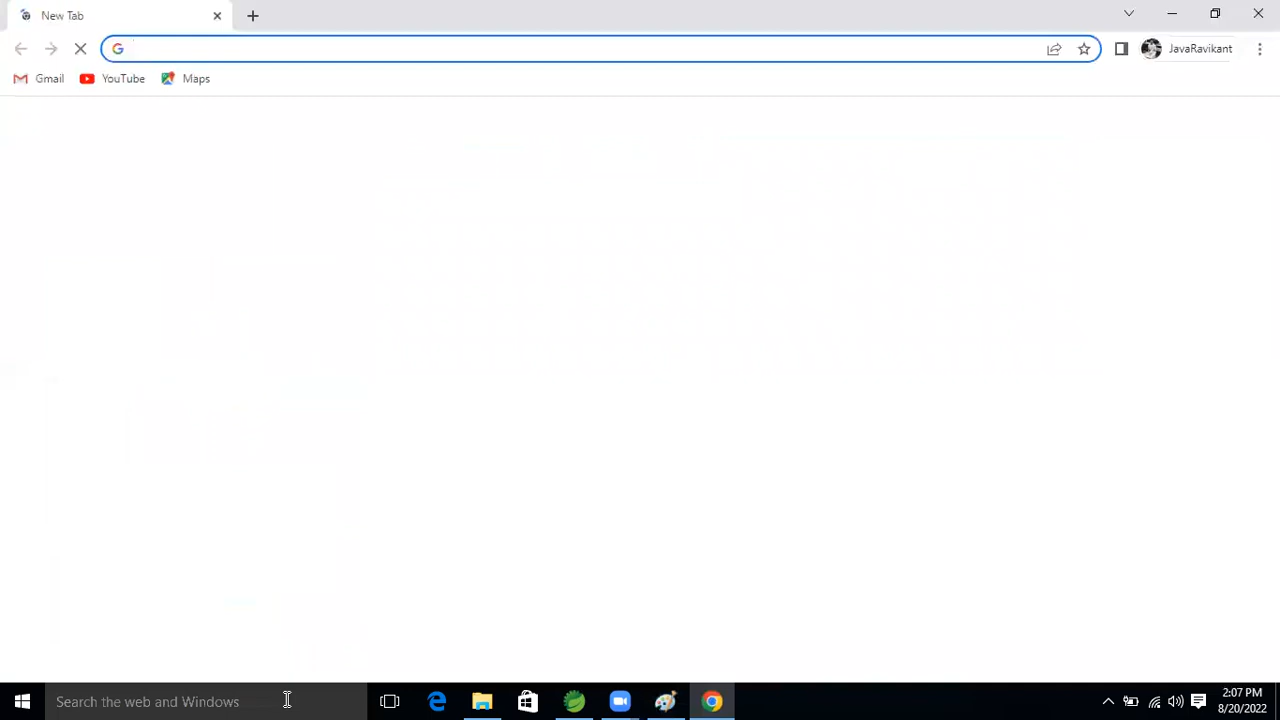 New Tab
JavaRavikant
Gmail YouTube Maps
Search the web and Windows
2:07 PM
8/20/2022